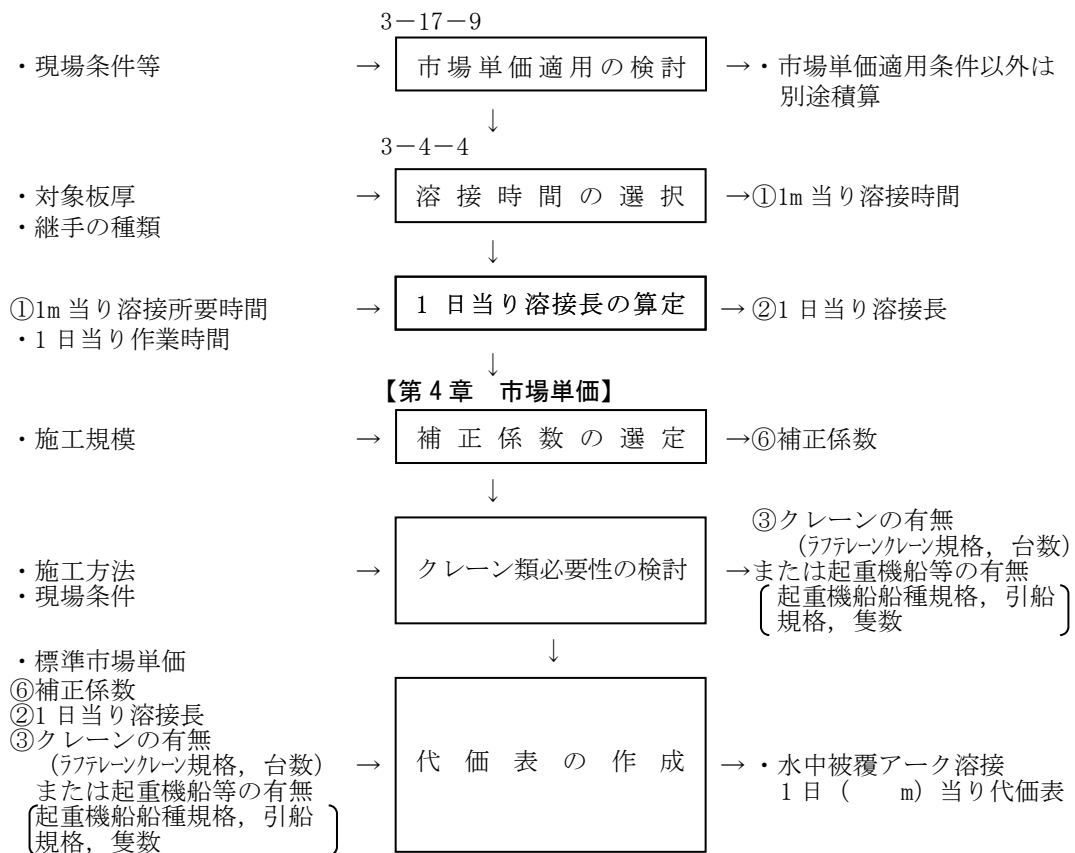 3－17－9
・現場条件等 → 市場単価適用の検討 →・市場単価適用条件以外は
別途積算
↓
3－4－4
・対象板厚 → 溶接時間の選択 →①1m 当り溶接時間
・継手の種類
↓
①1m 当り溶接所要時間 → 1 日当り溶接長の算定 → ②1 日当り溶接長
・1 日当り作業時間
↓
【第 4 章　市場単価】
・施工規模 → 補正係数の選定 →⑥補正係数
↓
③クレーンの有無
（ﾗﾌﾃﾚｰﾝｸﾚｰﾝ規格，台数）
・施工方法 → クレーン類必要性の検討 →または起重機船等の有無
・現場条件 起重機船船種規格，引船
規格，隻数
↓
・標準市場単価
⑥補正係数
②1 日当り溶接長
③クレーンの有無
（ﾗﾌﾃﾚｰﾝｸﾚｰﾝ規格，台数） → 代価表の作成 → ・水中被覆アーク溶接
または起重機船等の有無 1 日（　　m）当り代価表
起重機船船種規格，引船
規格，隻数